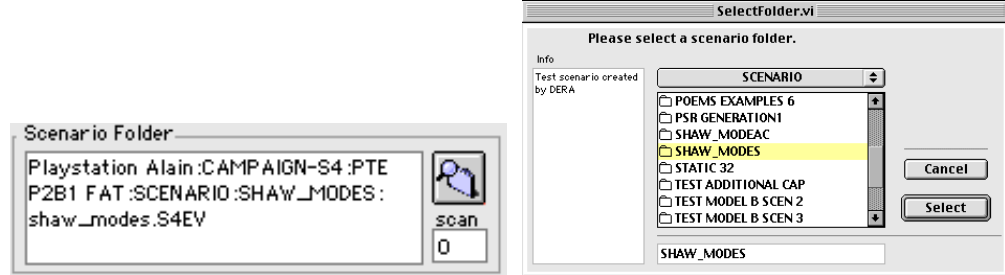 Scenario Folder
Playstation Alain:CAMPAIGN-S4:PTE
P2B1 FAT:SCENARIO:SHAW_MODES:
shaw_modes.S4EV
scan
0
SelectFolder.vi
Please select a scenario folder.
Info
Test scenario created
by DERA
SCENARIO
POEMS EXAMPLES 6
PSR GENERATION1
SHAW_MODEAC
SHAW_MODES
STATIC 32
TEST ADDITIONAL CAP
TEST MODEL B SCEN 2
TEST MODEL B SCEN 3
Cancel
Select
SHAW_MODES